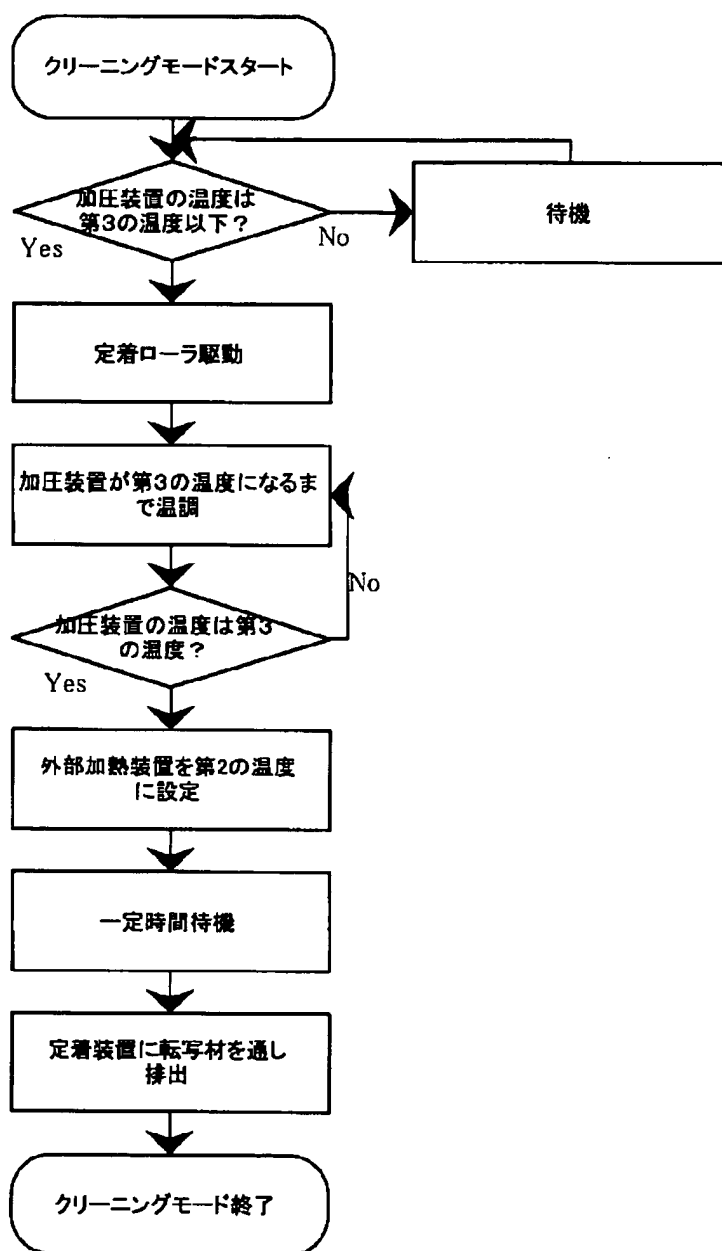 クリーニングモードスタート
加圧装置の温度は
第3の温度以下？
待機
Yes
No
定着ローラ駆動
加圧装置が第3の温度になるま
で温調
No
加圧装置の温度は第3
の温度？
Yes
外部加熱装置を第2の温度
に設定
一定時間待機
定着装置に転写材を通し
排出
クリーニングモード終了